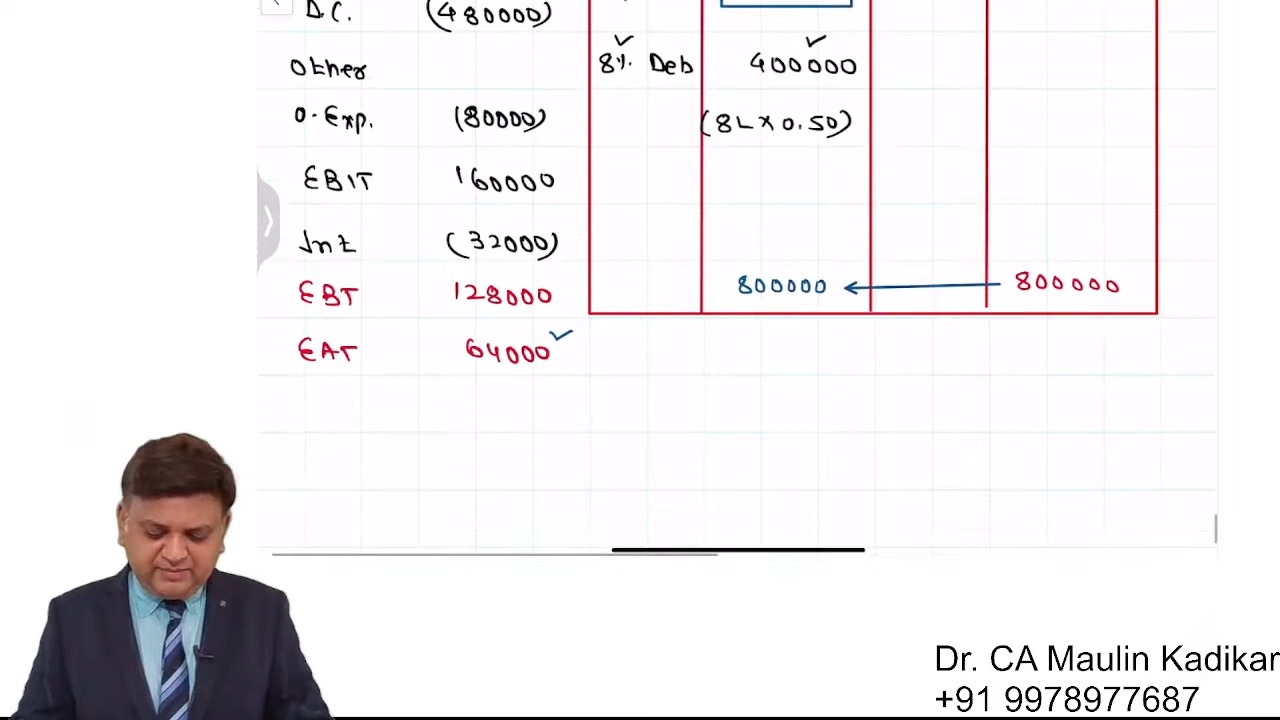 D.C. (480000)
Other 8% Deb 400000
O. Exp. (80000) (8L x 0.50)
EBIT 160000
Int (32000)
EBT 128000 800000 800000
EAT 64000
Dr. CA Maulin Kadikar
+91 9978977687